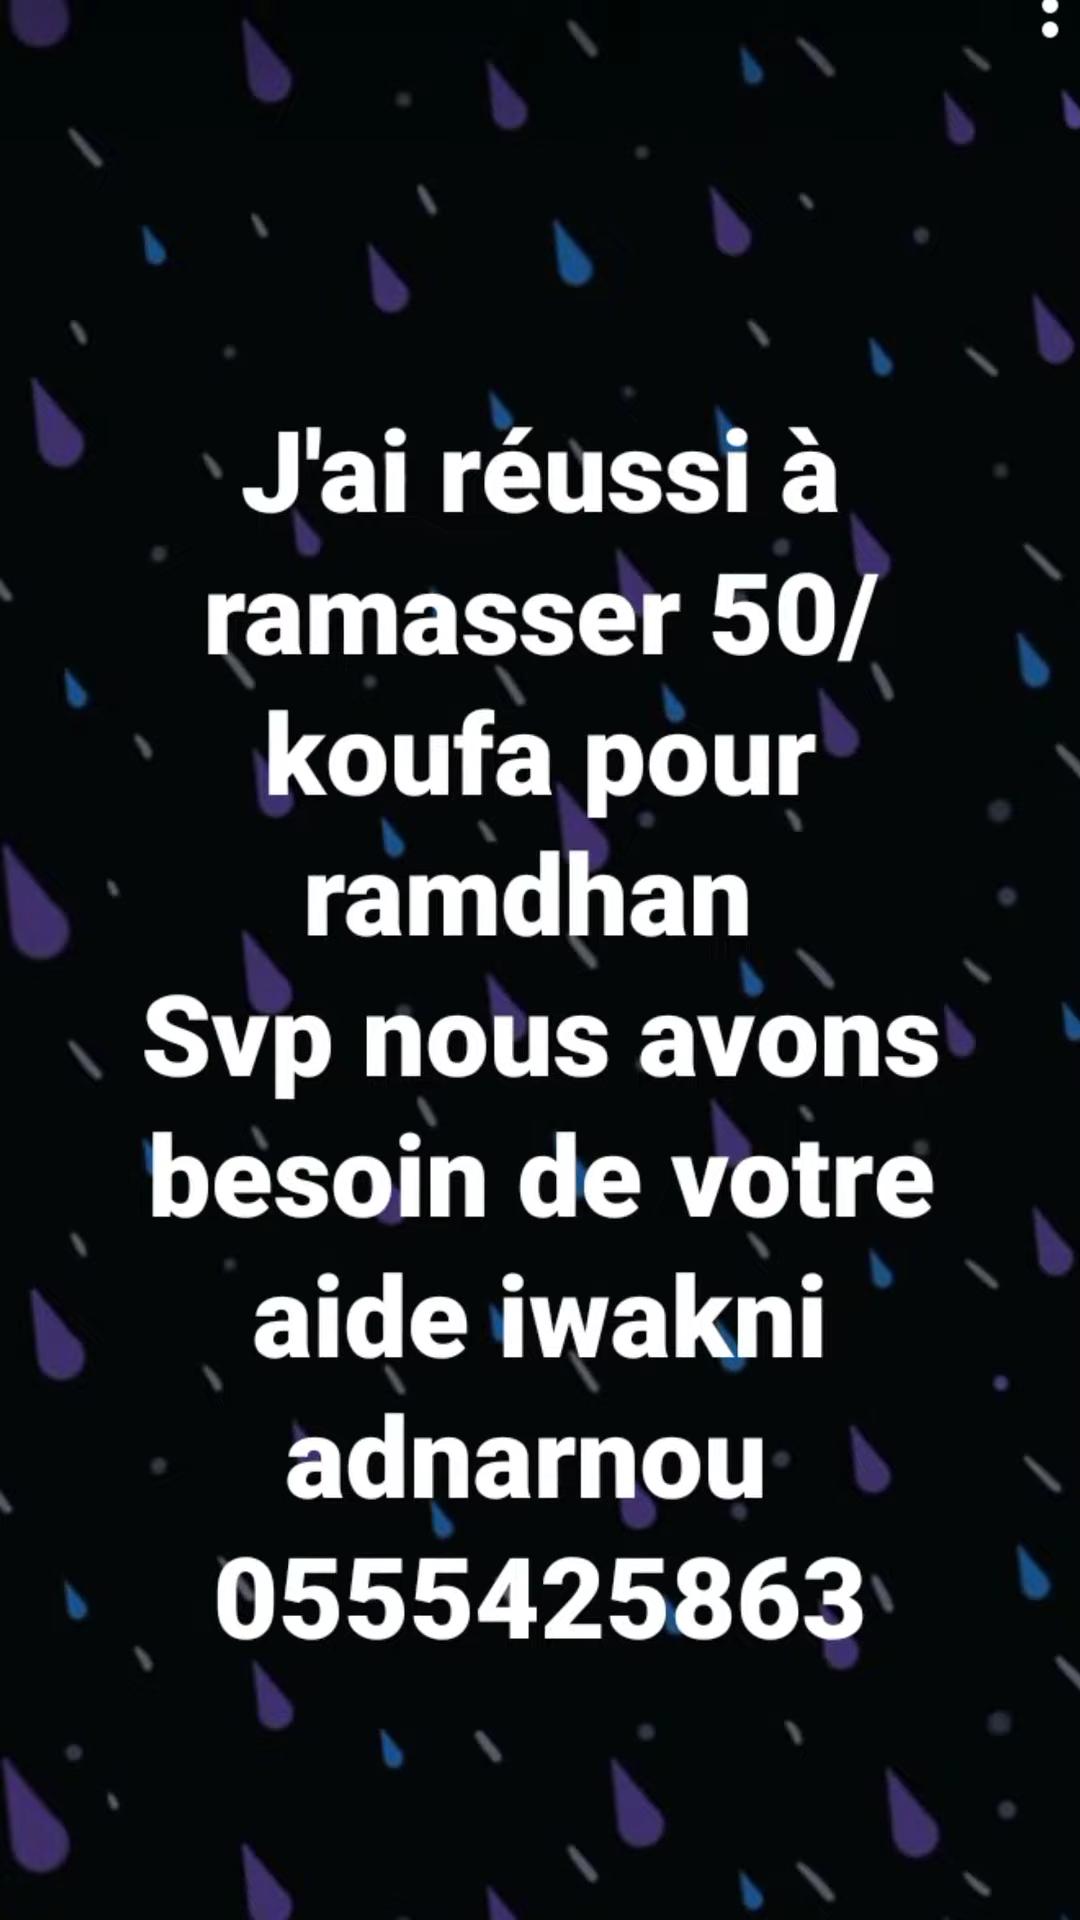 J'ai réussi à
ramasser 50/
koufa pour
ramdhan
Svp nous avons
besoin de votre
aide iwakni
adnarnou
0555425863